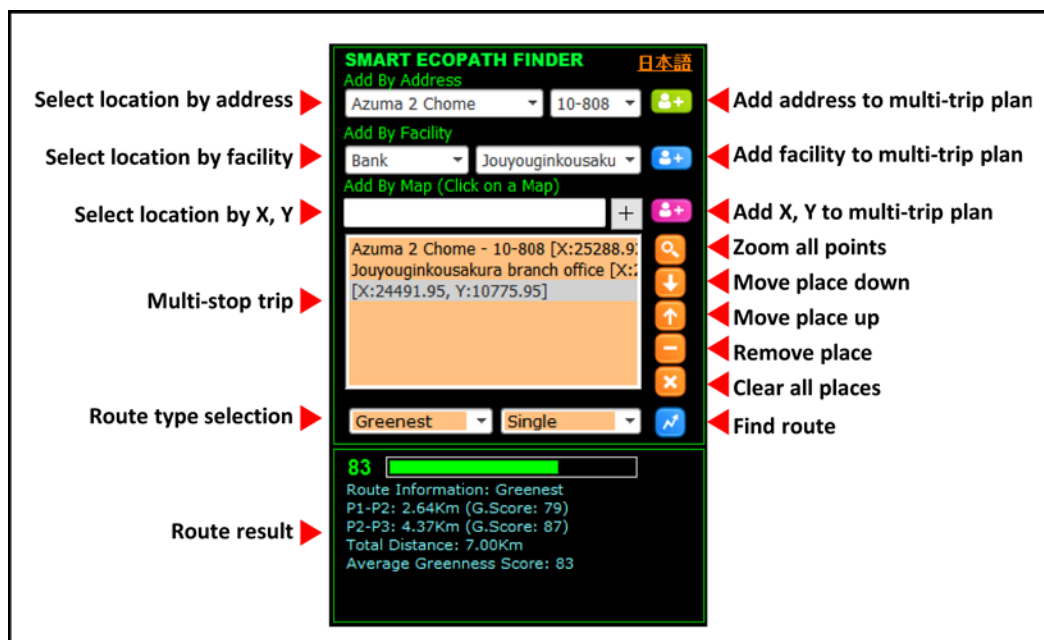 SMART ECOPATH FINDER
日本語
Add By Address
Select location by address
Azuma 2 Chome
10-808
Add address to multi-trip plan
Add By Facility
Select location by facility
Bank
Jouyouginkousaku
Add facility to multi-trip plan
Add By Map (Click on a Map)
Select location by X, Y
+
Add X, Y to multi-trip plan
Azuma 2 Chome - 10-808 [X:25288.9
Zoom all points
Jouyouginkousakura branch office [X:
Move place down
[X:24491.95, Y:10775.95]
Multi-stop trip
Move place up
Remove place
Clear all places
Route type selection
Greenest
Single
Find route
83
Route Information: Greenest
P1-P2: 2.64Km (G.Score: 79)
P2-P3: 4.37Km (G.Score: 87)
Route result
Total Distance: 7.00Km
Average Greenness Score: 83